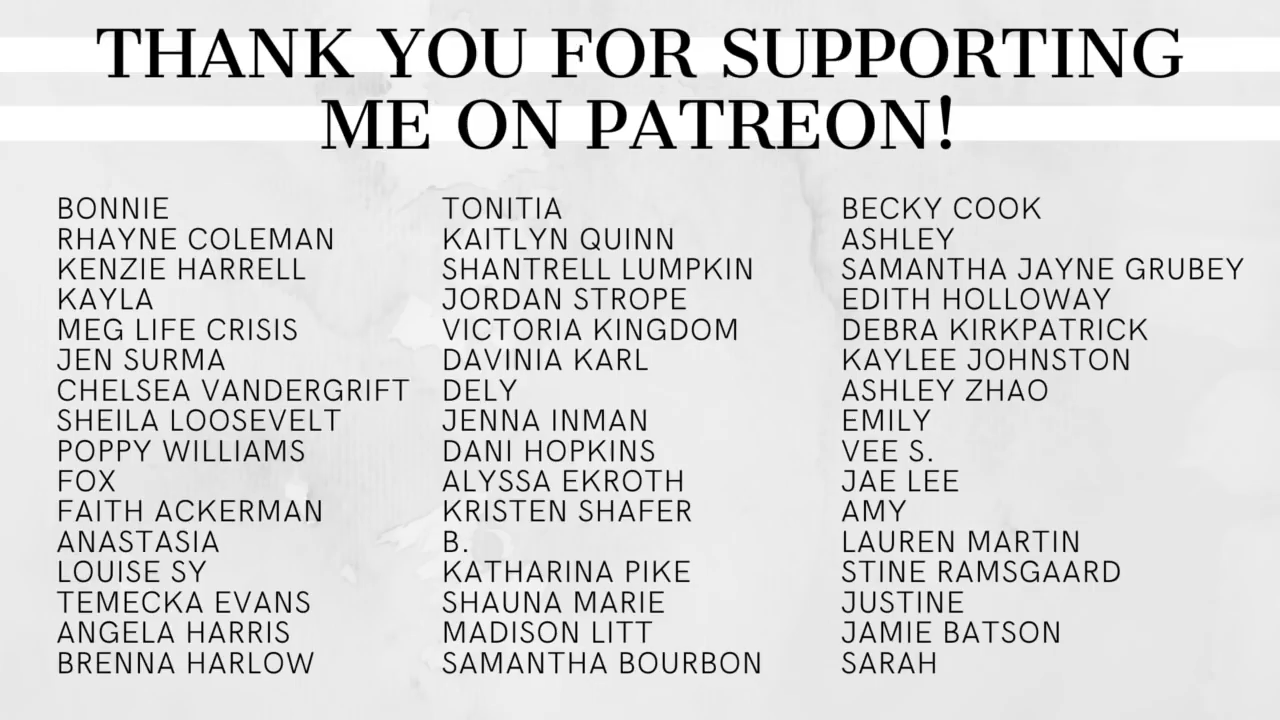 THANK YOU FOR SUPPORTING
ME ON PATREON!
BONNIE
RHAYNE COLEMAN
KENZIE HARRELL
KAYLA
MEG LIFE CRISIS
JEN SURMA
CHELSEA VANDERGRIFT
SHEILA LOOSEVELT
POPPY WILLIAMS
FOX
FAITH ACKERMAN
ANASTASIA
LOUISE SY
TEMECKA EVANS
ANGELA HARRIS
BRENNA HARLOW
TONITIA
KAITLYN QUINN
SHANTRELL LUMPKIN
JORDAN STROPE
VICTORIA KINGDOM
DAVINIA KARL
DELY
JENNA INMAN
DANI HOPKINS
ALYSSA EKROTH
KRISTEN SHAFER
B.
KATHARINA PIKE
SHAUNA MARIE
MADISON LITT
SAMANTHA BOURBON
BECKY COOK
ASHLEY
SAMANTHA JAYNE GRUBEY
EDITH HOLLOWAY
DEBRA KIRKPATRICK
KAYLEE JOHNSTON
ASHLEY ZHAO
EMILY
VEE S.
JAE LEE
AMY
LAUREN MARTIN
STINE RAMSGAARD
JUSTINE
JAMIE BATSON
SARAH